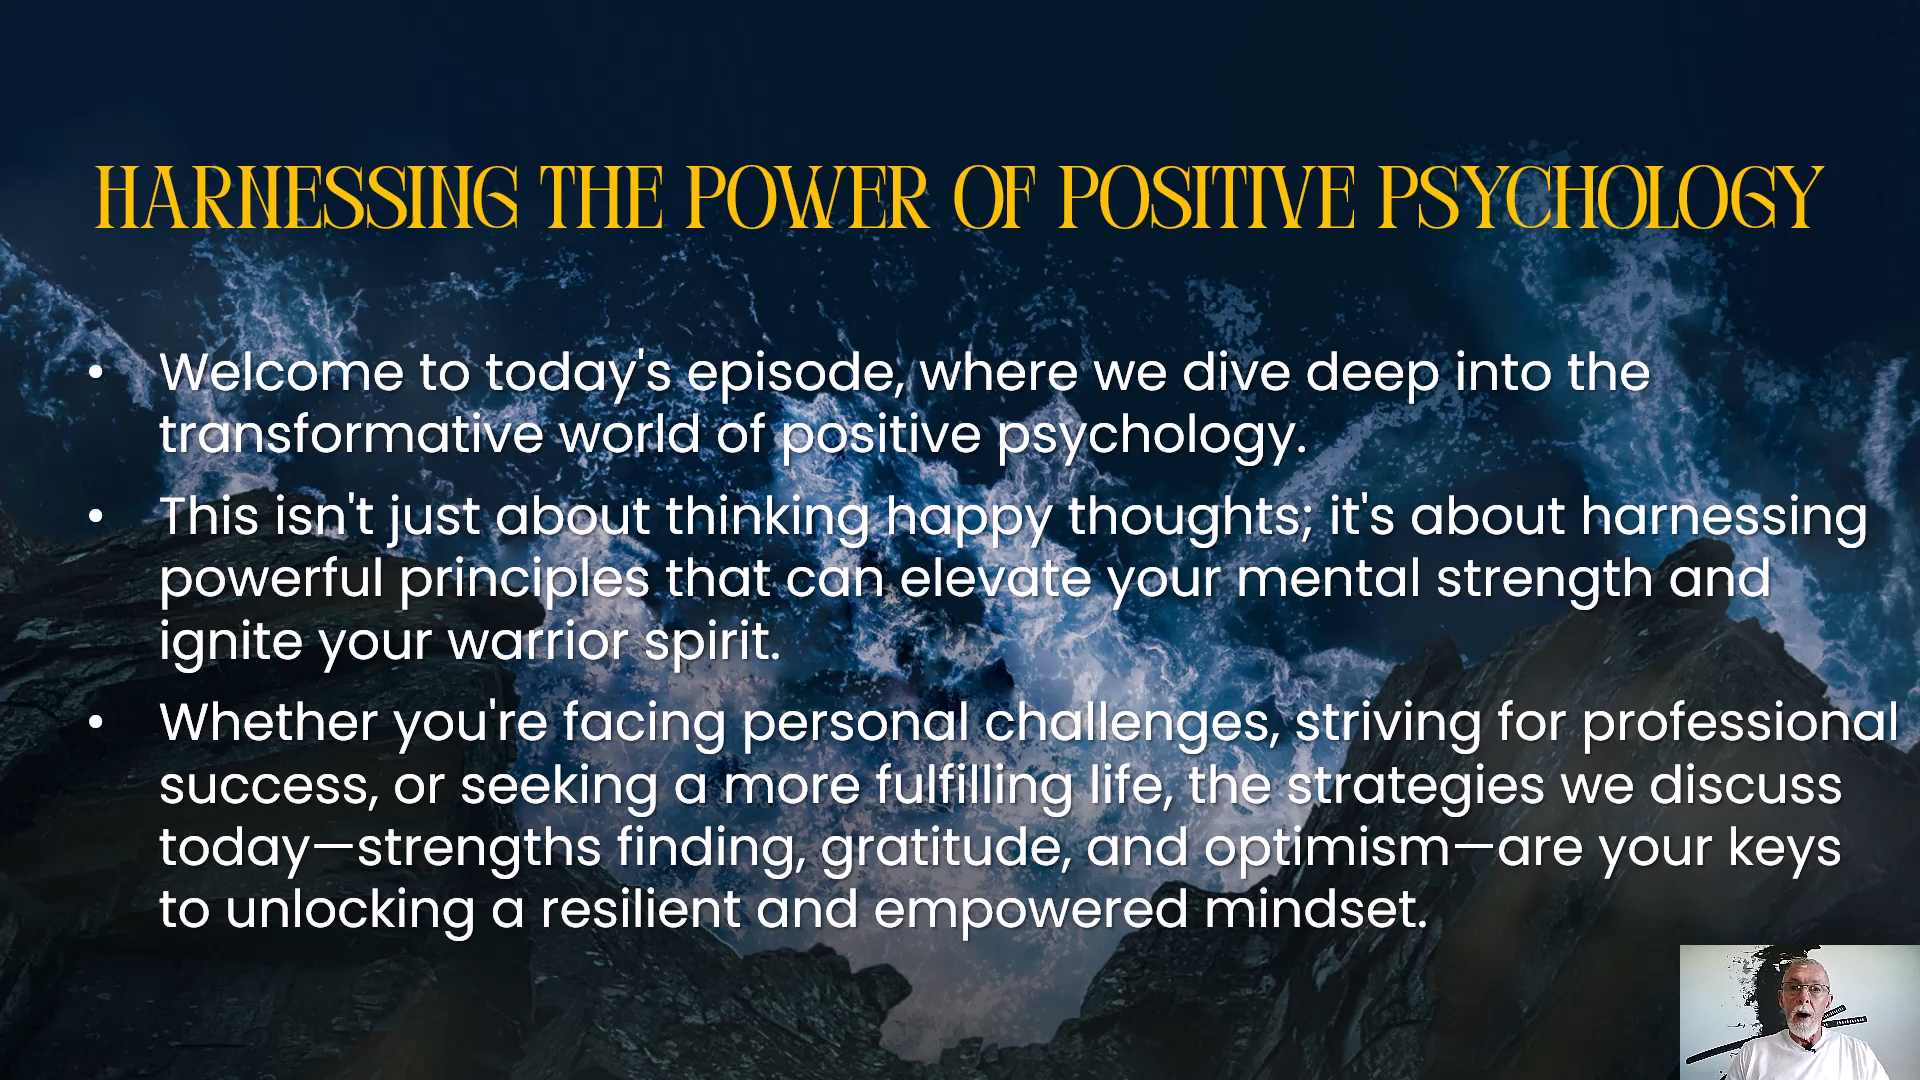 HARNESSING THE POWER OF POSITIVE PSYCHOLOGY
• Welcome to today's episode, where we dive deep into the
transformative world of positive psychology.
• This isn't just about thinking happy thoughts; it's about harnessing
powerful principles that can elevate your mental strength and
ignite your warrior spirit.
• Whether you're facing personal challenges, striving for professional
success, or seeking a more fulfilling life, the strategies we discuss
today—strengths finding, gratitude, and optimism—are your keys
to unlocking a resilient and empowered mindset.